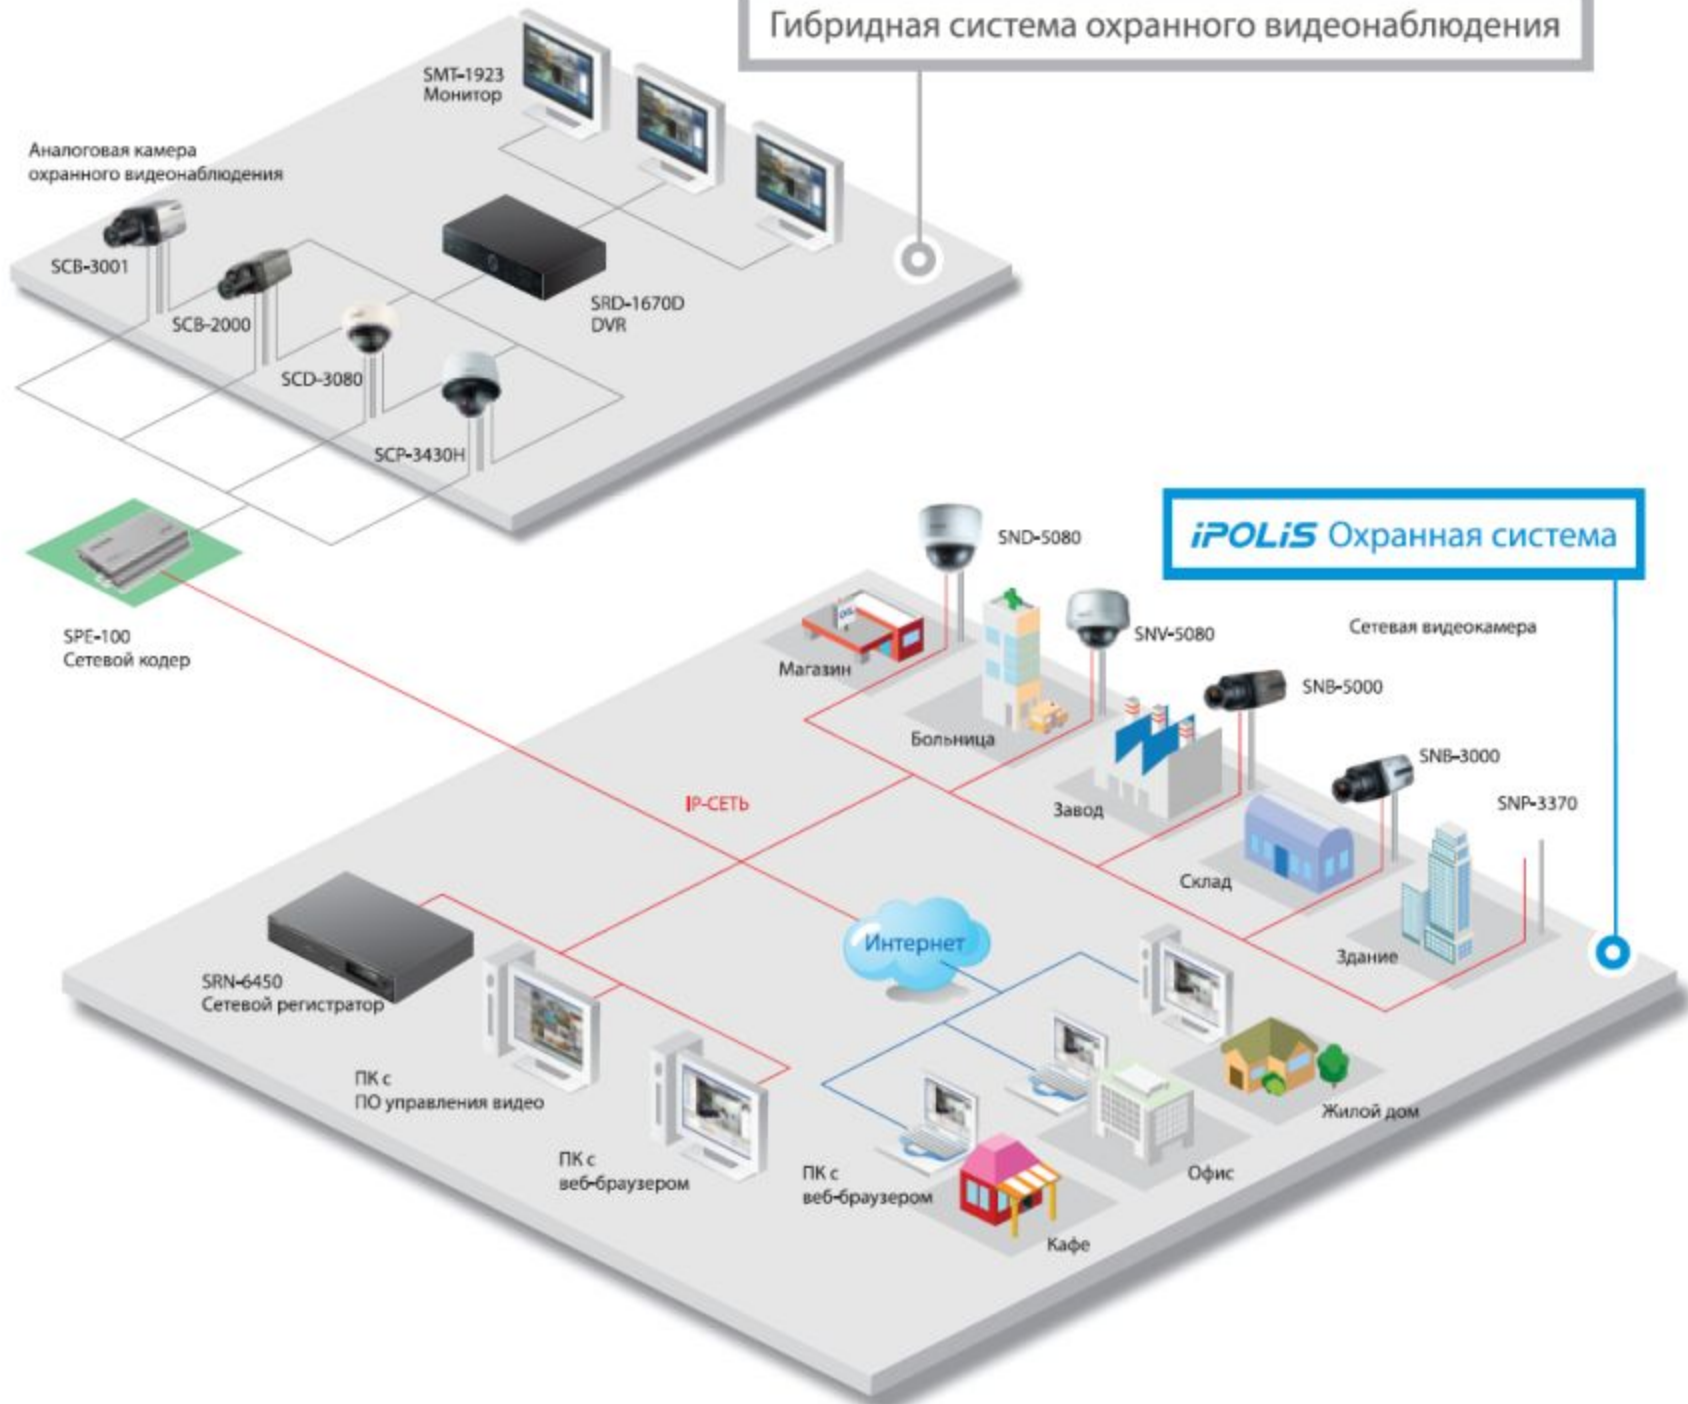 Гибридная система охранного видеонаблюдения
SMT-1923
Монитор
Аналоговая камера
охранного видеонаблюдения
SCB-3001
SCB-2000
SCD-3080
SCP-3430H
SRD-1670D
DVR
SPE-100
Сетевой кодер
iPOLiS Охранная система
Сетевая видеокамера
SND-5080
SNV-5080
SNB-5000
SNB-3000
SNP-3370
Магазин
Больница
Завод
Склад
Здание
IP-СЕТЬ
Интернет
SRN-6450
Сетевой регистратор
ПК с
ПО управления видео
ПК с
веб-браузером
ПК с
веб-браузером
Жилой дом
Офис
Кафе